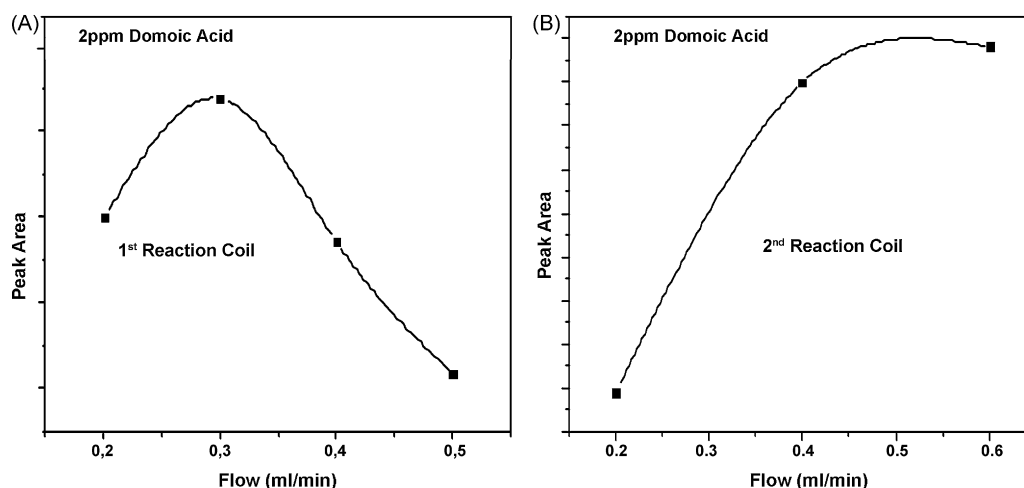 (A)
2ppm Domoic Acid
Peak Area
1st Reaction Coil
0,2 0,3 0,4 0,5
Flow (ml/min)
(B)
2ppm Domoic Acid
Peak Area
2nd Reaction Coil
0.2 0.3 0.4 0.5 0.6
Flow (ml/min)